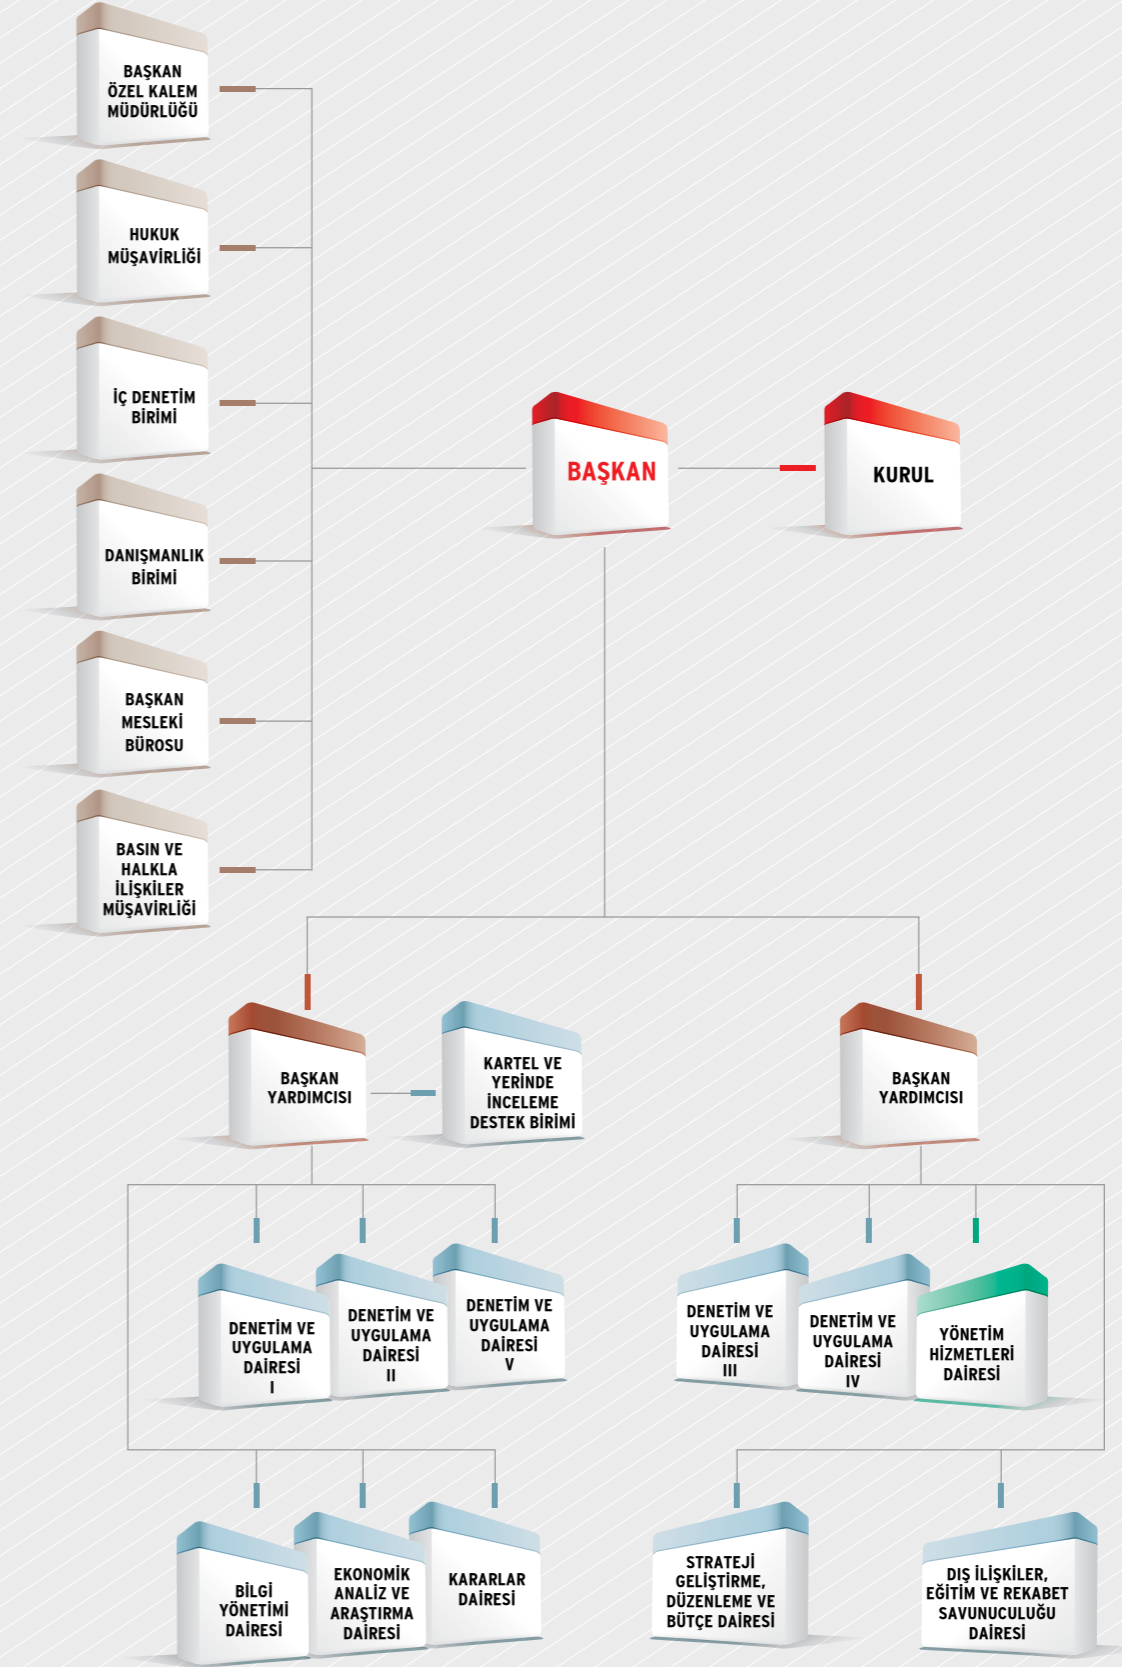 BAŞKAN
ÖZEL KALEM
MÜDÜRLÜĞÜ
HUKUK
MÜŞAVİRLİĞİ
İÇ DENETİM
BİRİMİ
DANIŞMANLIK
BİRİMİ
BAŞKAN
MESLEKİ
BÜROSU
BASIN VE
HALKLA
İLİŞKİLER
MÜŞAVİRLİĞİ
BAŞKAN
KURUL
BAŞKAN
YARDIMCISI
KARTEL VE
YERİNDE
İNCELEME
DESTEK BİRİMİ
BAŞKAN
YARDIMCISI
DENETİM VE
UYGULAMA
DAİRESİ
I
DENETİM VE
UYGULAMA
DAİRESİ
II
DENETİM VE
UYGULAMA
DAİRESİ
V
DENETİM VE
UYGULAMA
DAİRESİ
III
DENETİM VE
UYGULAMA
DAİRESİ
IV
YÖNETİM
HİZMETLERİ
DAİRESİ
BİLGİ
YÖNETİMİ
DAİRESİ
EKONOMİK
ANALİZ VE
ARAŞTIRMA
DAİRESİ
KARARLAR
DAİRESİ
STRATEJİ
GELİŞTİRME,
DÜZENLEME VE
BÜTÇE DAİRESİ
DIŞ İLİŞKİLER,
EĞİTİM VE REKABET
SAVUNUCULUĞU
DAİRESİ